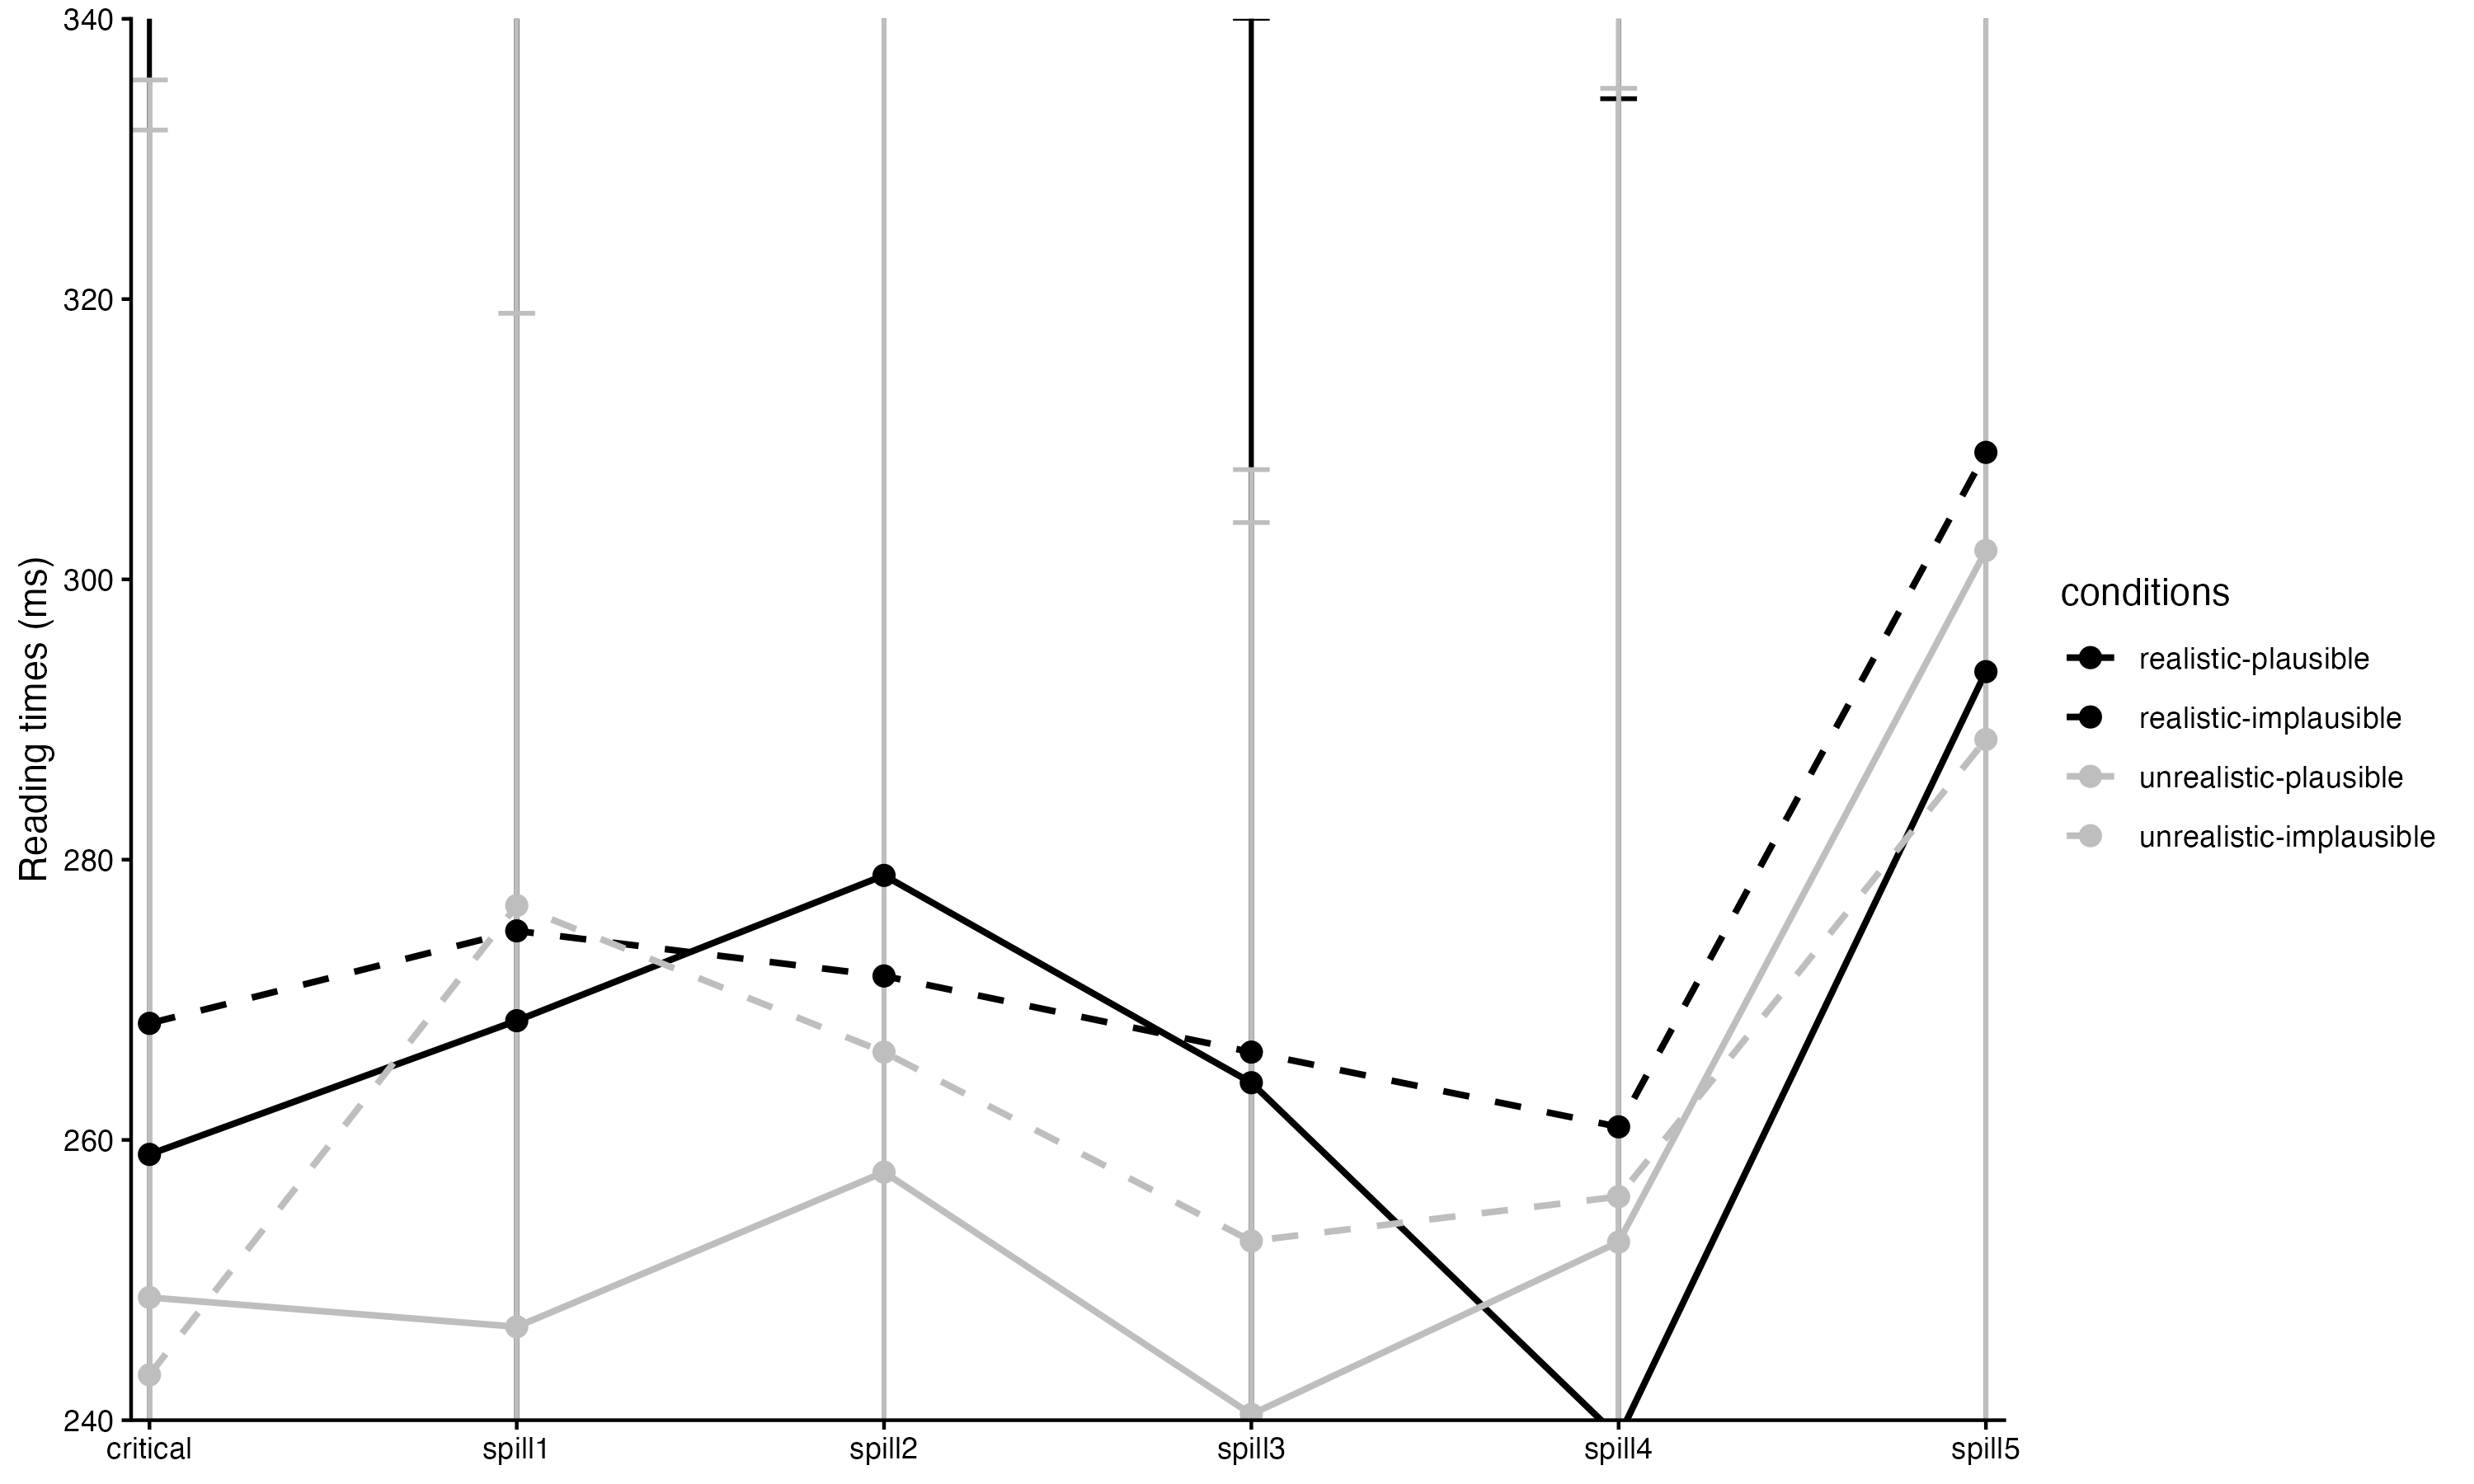 Reading times (ms)
340
320
300
280
260
240
critical
spill1
spill2
spill3
spill4
spill5
conditions
realistic-plausible
realistic-implausible
unrealistic-plausible
unrealistic-implausible